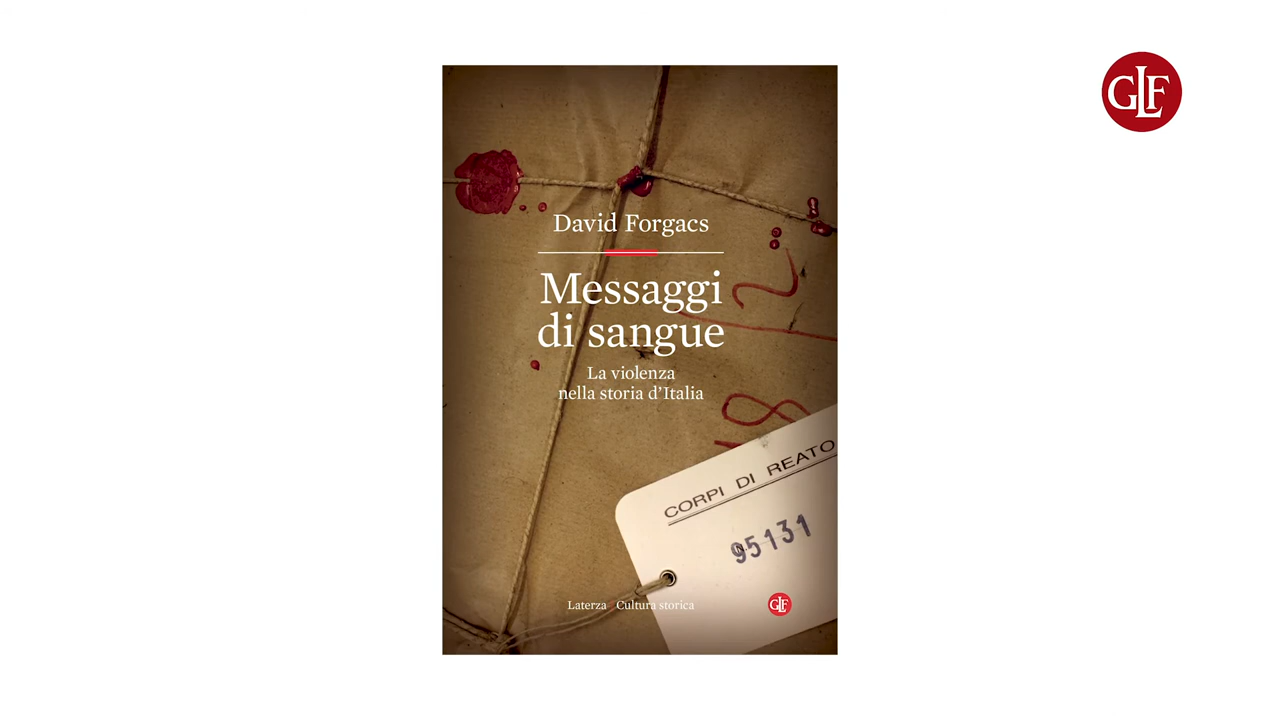 GLF
David Forgacs
Messaggi
di sangue
La violenza
nella storia d'Italia
CORPI DI REATO
95131
Laterza / Cultura storica
GLF